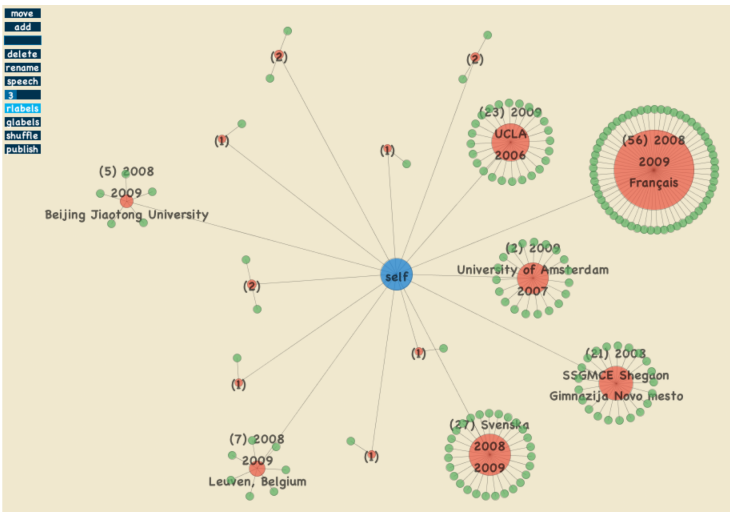 move
add
delete
rename
speech
3
rlabels
glabels
shuffle
publish
(2)
(2)
(23) 2009
UCLA
2006
(1)
(1)
(56) 2008
2009
Français
(5) 2008
2009
Beijing Jiaotong University
(2)
self
(2) 2009
University of Amsterdam
2007
(1)
(1)
(21) 2008
SSGMCE Shegaon
Gimnazija Novo mesto
(7) 2008
2009
Leuven, Belgium
(1)
(27) Svenska
2008
2009